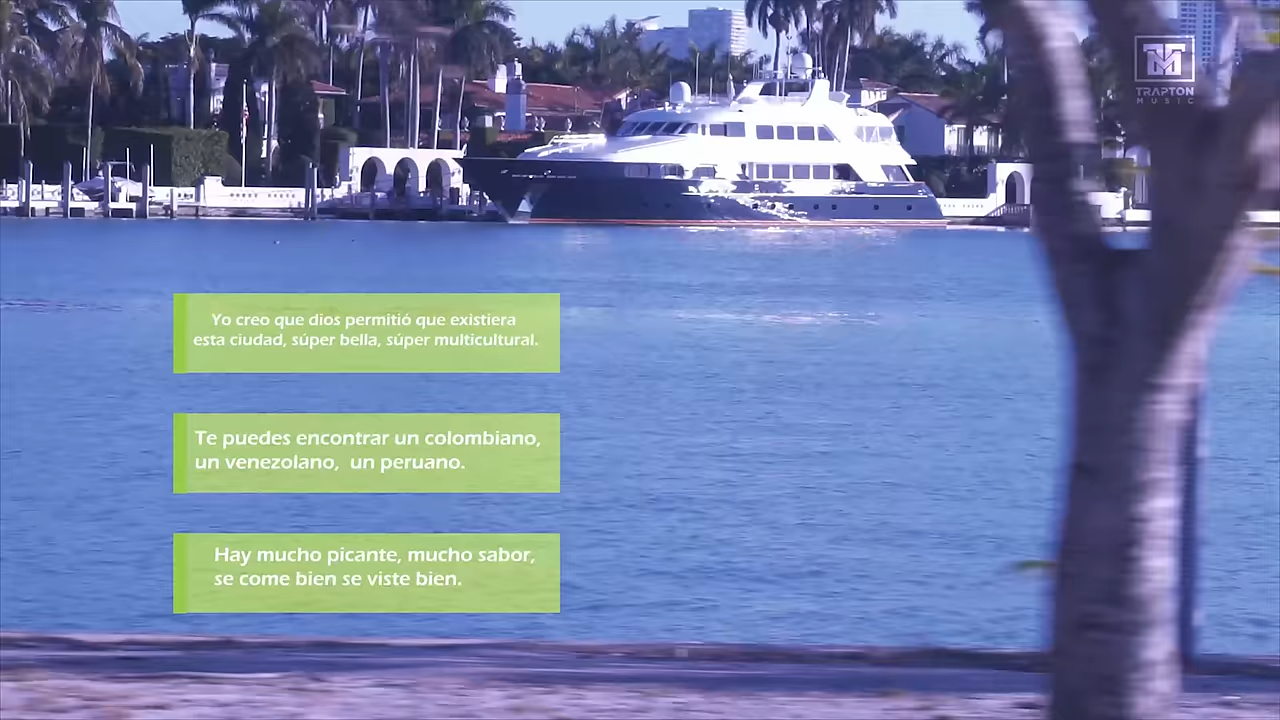 TRAPTON
MUSIC
Yo creo que dios permitió que existiera
esta ciudad, súper bella, súper multicultural.
Te puedes encontrar un colombiano,
un venezolano, un peruano.
Hay mucho picante, mucho sabor,
se come bien se viste bien.